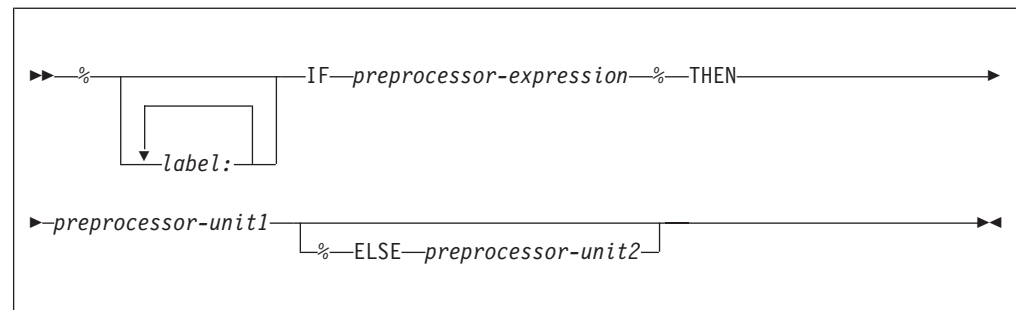 % IF preprocessor-expression % THEN
label:
preprocessor-unit1
% ELSE preprocessor-unit2